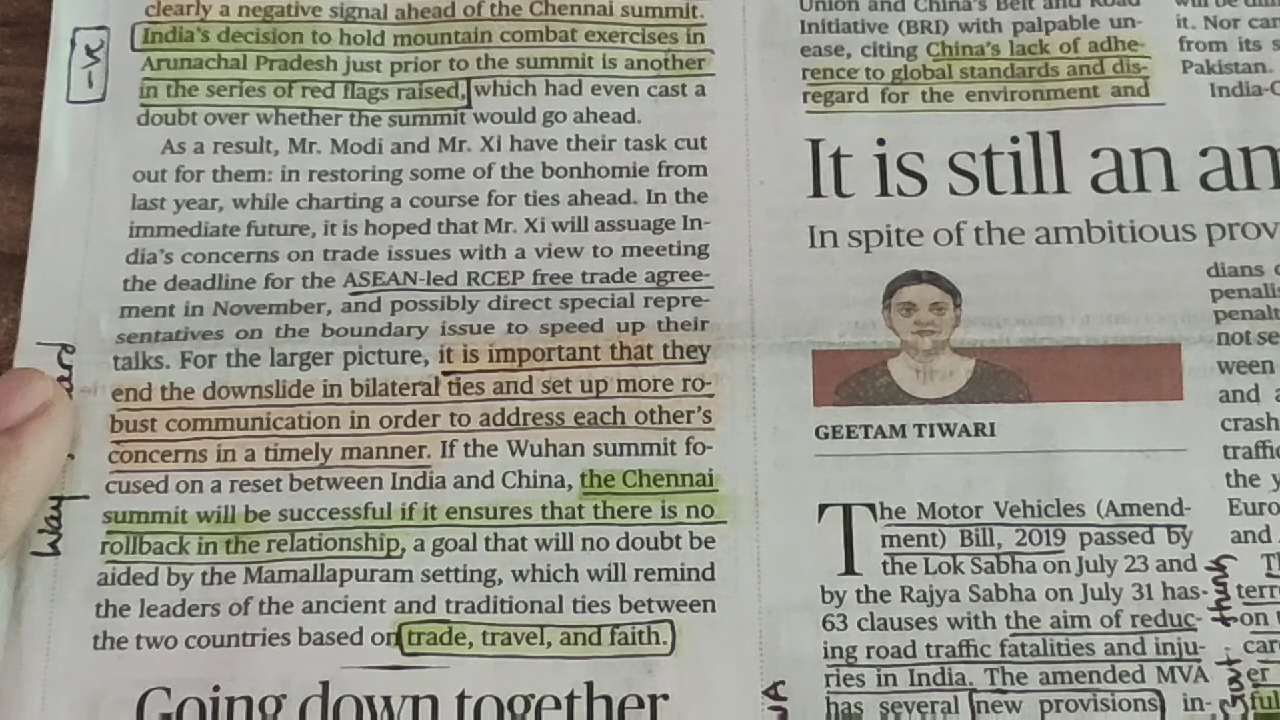 clearly a negative signal ahead of the Chennai summit.
India's decision to hold mountain combat exercises in
Arunachal Pradesh just prior to the summit is another
in the series of red flags raised, which had even cast a
doubt over whether the summit would go ahead.
As a result, Mr. Modi and Mr. Xi have their task cut
out for them: in restoring some of the bonhomie from
last year, while charting a course for ties ahead. In the
immediate future, it is hoped that Mr. Xi will assuage In-
dia's concerns on trade issues with a view to meeting
the deadline for the ASEAN-led RCEP free trade agree-
ment in November, and possibly direct special repre-
sentatives on the boundary issue to speed up their
talks. For the larger picture, it is important that they
end the downslide in bilateral ties and set up more ro-
bust communication in order to address each other's
concerns in a timely manner. If the Wuhan summit fo-
cused on a reset between India and China, the Chennai
summit will be successful if it ensures that there is no
rollback in the relationship, a goal that will no doubt be
aided by the Mamallapuram setting, which will remind
the leaders of the ancient and traditional ties between
the two countries based on trade, travel, and faith.
Going down together
-ve
Way
Union and China's Belt and Road
Initiative (BRI) with palpable un-
ease, citing China's lack of adhe-
rence to global standards and dis-
regard for the environment and
it. Nor
from its
Pakistan.
It is still an
In spite of the ambitious
GEETAM TIWARI
The Motor Vehicles (Amend-
ment) Bill, 2019 passed by
the Lok Sabha on July 23 and
by the Rajya Sabha on July 31 has
63 clauses with the aim of reduc-
ing road traffic fatalities and inju-
ries in India. The amended MVA
has several new provisions in-
dians
not
ween
and
crash
the
and